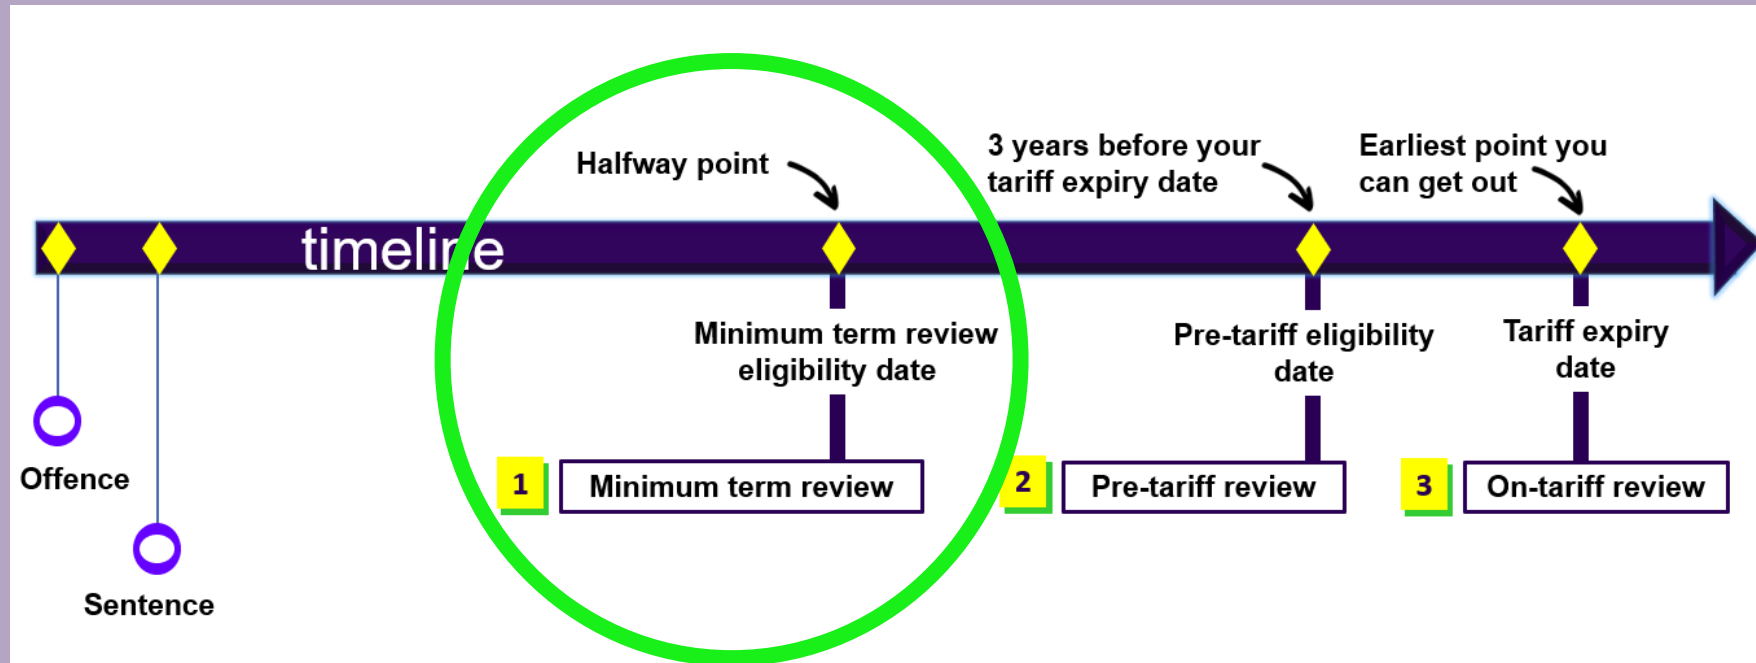 3 years before your
tariff expiry date
Earliest point you
can get out
Halfway point
timeline
Minimum term review
eligibility date
Pre-tariff eligibility
date
Tariff expiry
date
Offence
1
Minimum term review
2
Pre-tariff review
3
On-tariff review
Sentence